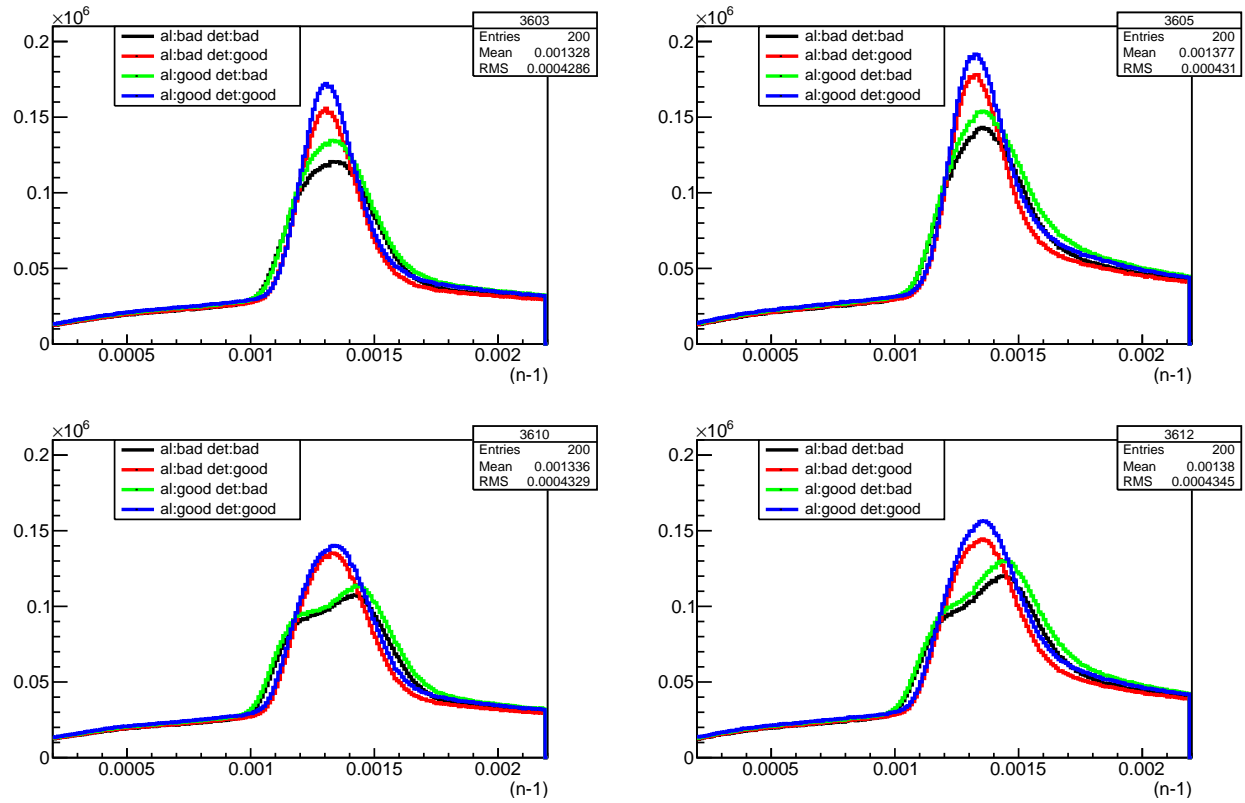 ×10^6
0.2
0.15
0.1
0.05
0
al:bad det:bad
al:bad det:good
al:good det:bad
al:good det:good
3603
Entries 200
Mean 0.001328
RMS 0.0004286
0.0005 0.001 0.0015 0.002
(n-1)
×10^6
0.2
0.15
0.1
0.05
0
al:bad det:bad
al:bad det:good
al:good det:bad
al:good det:good
3605
Entries 200
Mean 0.001377
RMS 0.000431
0.0005 0.001 0.0015 0.002
(n-1)
×10^6
0.2
0.15
0.1
0.05
0
al:bad det:bad
al:bad det:good
al:good det:bad
al:good det:good
3610
Entries 200
Mean 0.001336
RMS 0.0004329
0.0005 0.001 0.0015 0.002
(n-1)
×10^6
0.2
0.15
0.1
0.05
0
al:bad det:bad
al:bad det:good
al:good det:bad
al:good det:good
3612
Entries 200
Mean 0.00138
RMS 0.0004345
0.0005 0.001 0.0015 0.002
(n-1)